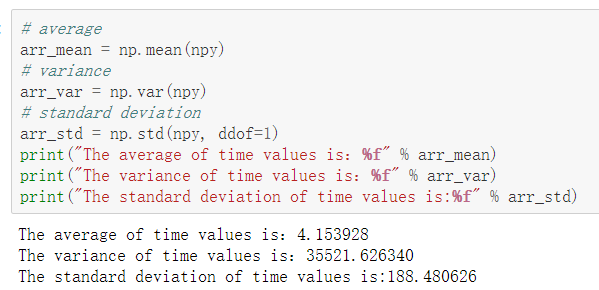 # average
arr_mean = np.mean(npy)
# variance
arr_var = np.var(npy)
# standard deviation
arr_std = np.std(npy, ddof=1)
print("The average of time values is: %f" % arr_mean)
print("The variance of time values is: %f" % arr_var)
print("The standard deviation of time values is:%f" % arr_std)
The average of time values is: 4.153928
The variance of time values is: 35521.626340
The standard deviation of time values is:188.480626